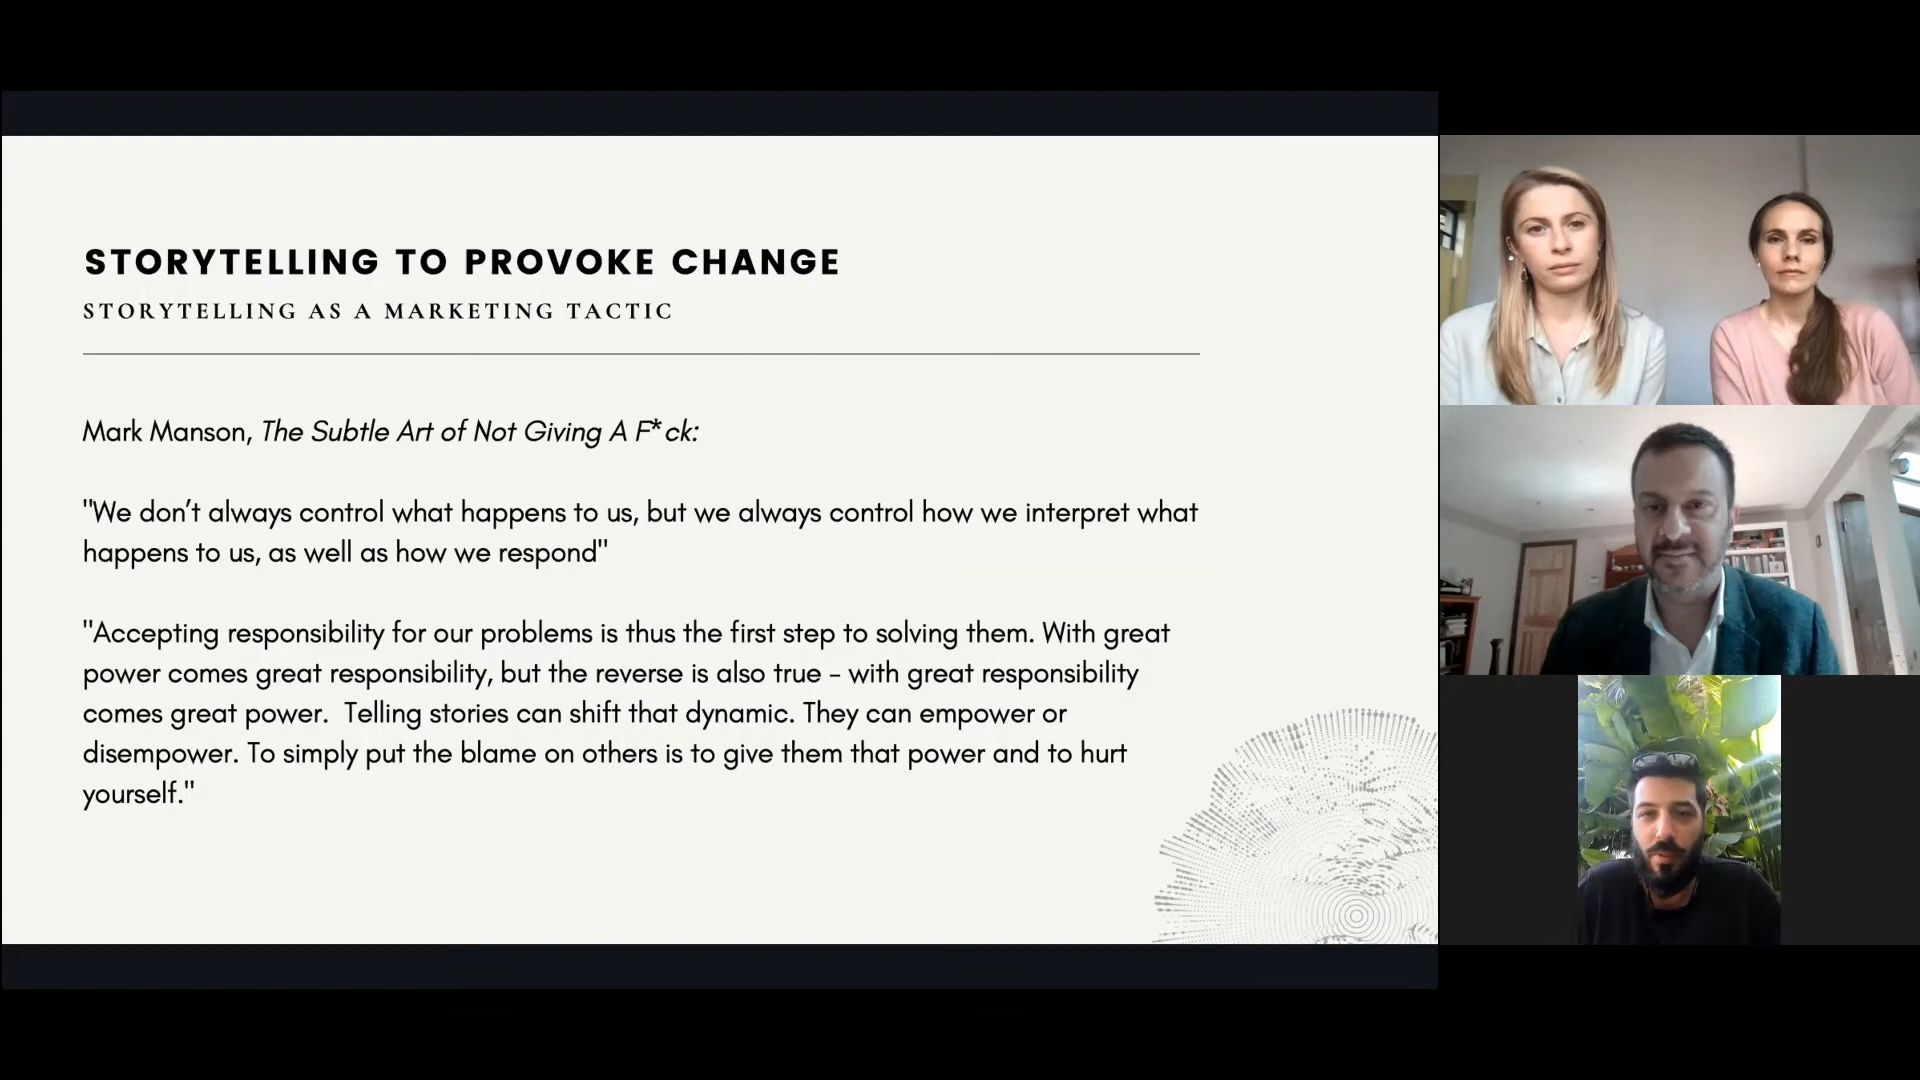 STORYTELLING TO PROVOKE CHANGE
STORYTELLING AS A MARKETING TACTIC
Mark Manson, The Subtle Art of Not Giving A F*ck:
"We don’t always control what happens to us, but we always control how we interpret what
happens to us, as well as how we respond"
"Accepting responsibility for our problems is thus the first step to solving them. With great
power comes great responsibility, but the reverse is also true – with great responsibility
comes great power.  Telling stories can shift that dynamic. They can empower or
disempower. To simply put the blame on others is to give them that power and to hurt
yourself."